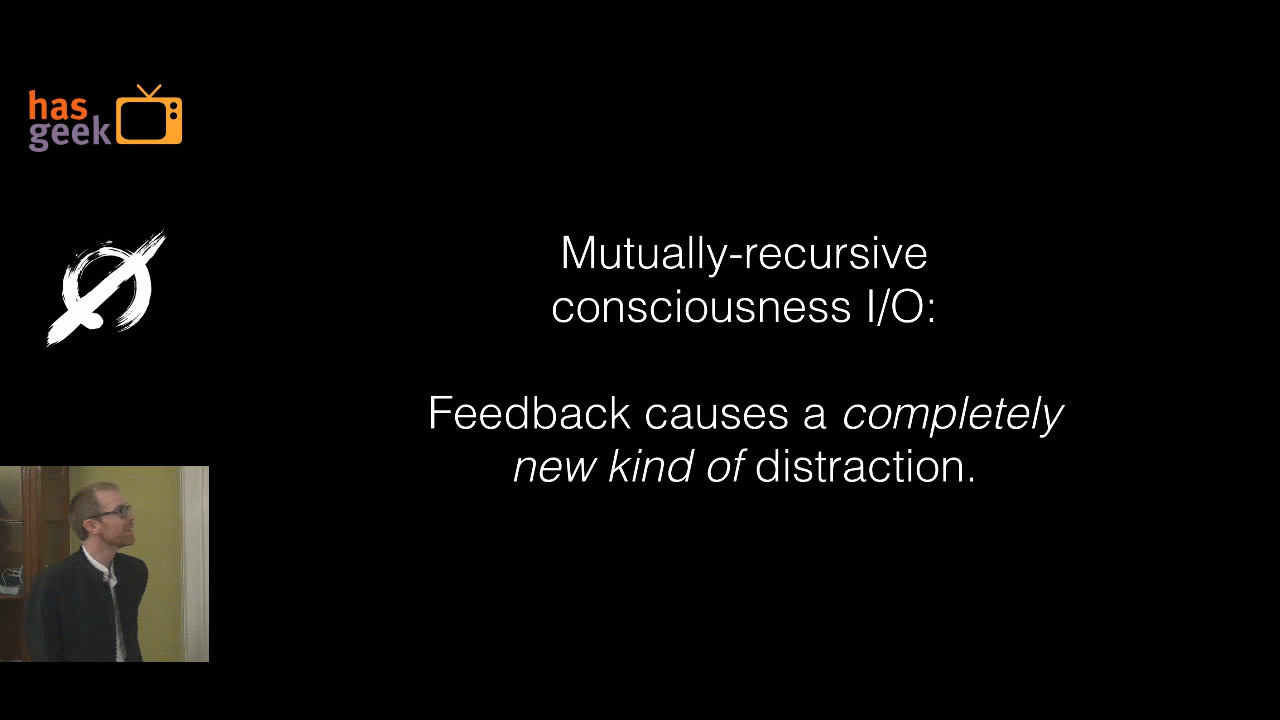 has
geek
Mutually-recursive
consciousness I/O:
Feedback causes a completely
new kind of distraction.